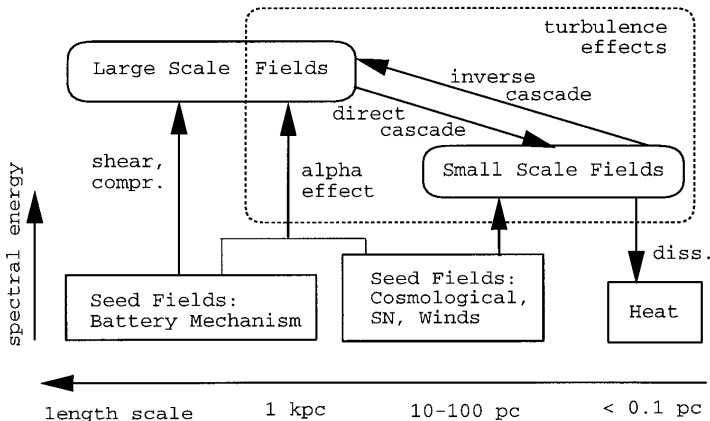 turbulence
effects
Large Scale Fields
inverse
cascade
direct
cascade
shear,
compr.
alpha
effect
Small Scale Fields
spectral energy
diss.
Seed Fields:
Battery Mechanism
Seed Fields:
Cosmological,
SN, Winds
Heat
length scale
1 kpc
10-100 pc
< 0.1 pc